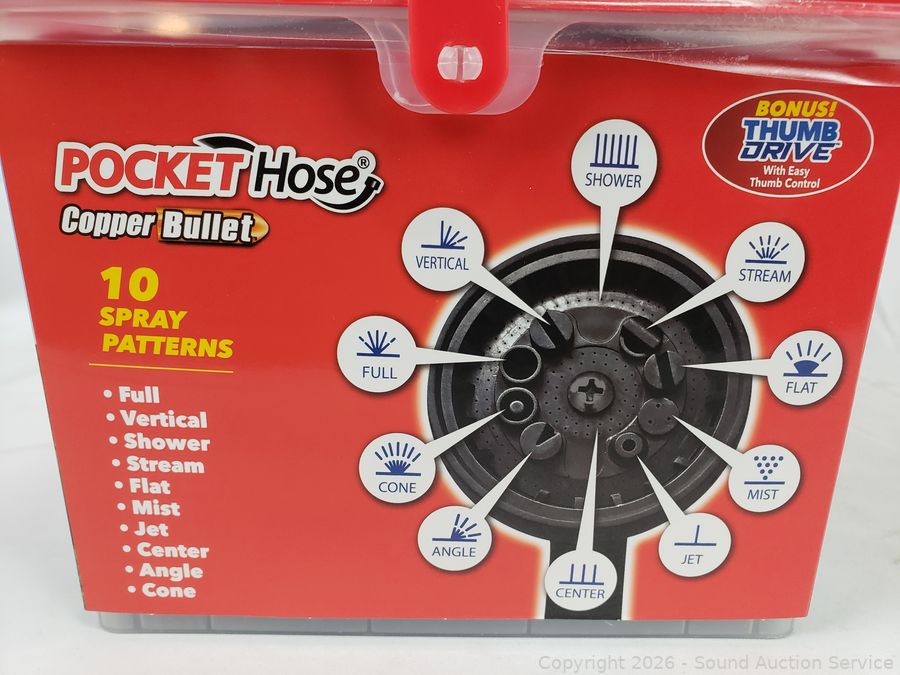 POCKET Hose®
Copper Bullet
10
SPRAY
PATTERNS
• Full
• Vertical
• Shower
• Stream
• Flat
• Mist
• Jet
• Center
• Angle
• Cone
BONUS!
THUMB
DRIVE™
With Easy
Thumb Control
SHOWER
VERTICAL
STREAM
FULL
FLAT
CONE
MIST
ANGLE
JET
CENTER
Copyright 2026 - Sound Auction Service